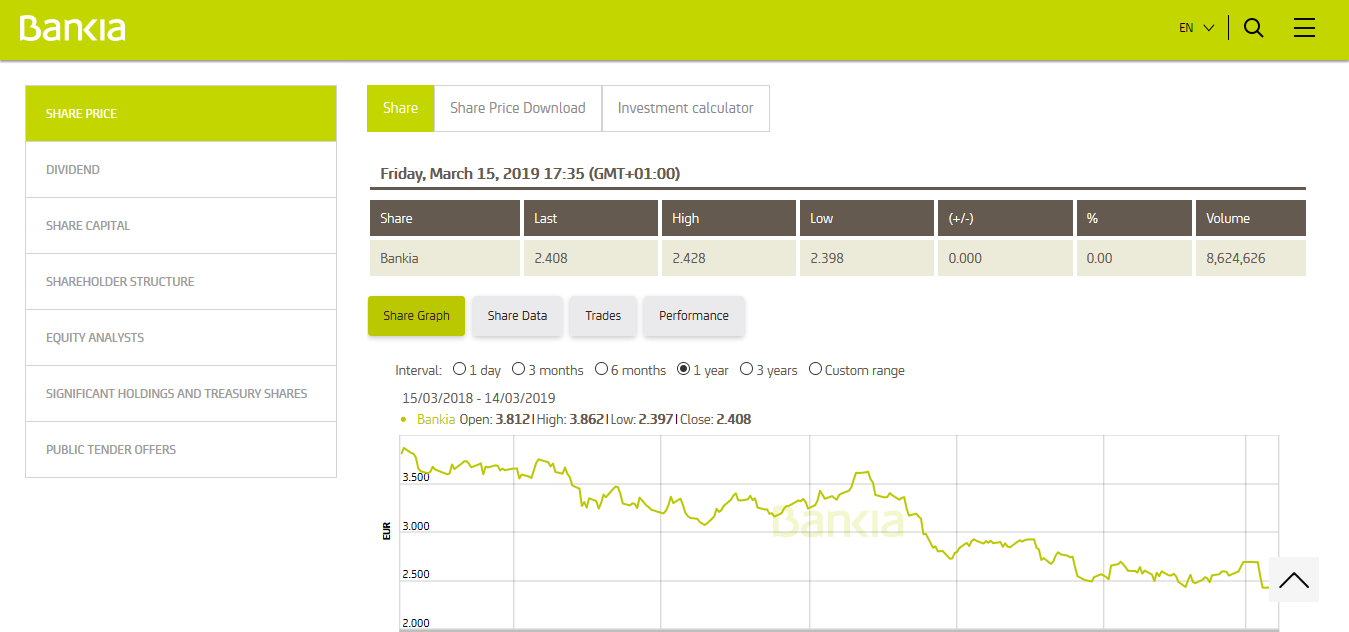 Bankia
EN
SHARE PRICE
DIVIDEND
SHARE CAPITAL
SHAREHOLDER STRUCTURE
EQUITY ANALYSTS
SIGNIFICANT HOLDINGS AND TREASURY SHARES
PUBLIC TENDER OFFERS
Share Share Price Download Investment calculator
Friday, March 15, 2019 17:35 (GMT+01:00)
Share Last High Low (+/-) % Volume
Bankia 2.408 2.428 2.398 0.000 0.00 8,624,626
Share Graph Share Data Trades Performance
Interval: 1 day 3 months 6 months 1 year 3 years Custom range
15/03/2018 - 14/03/2019
Bankia Open: 3.812 | High: 3.862 | Low: 2.397 | Close: 2.408
3.500
3.000
2.500
2.000
EUR
Bankia